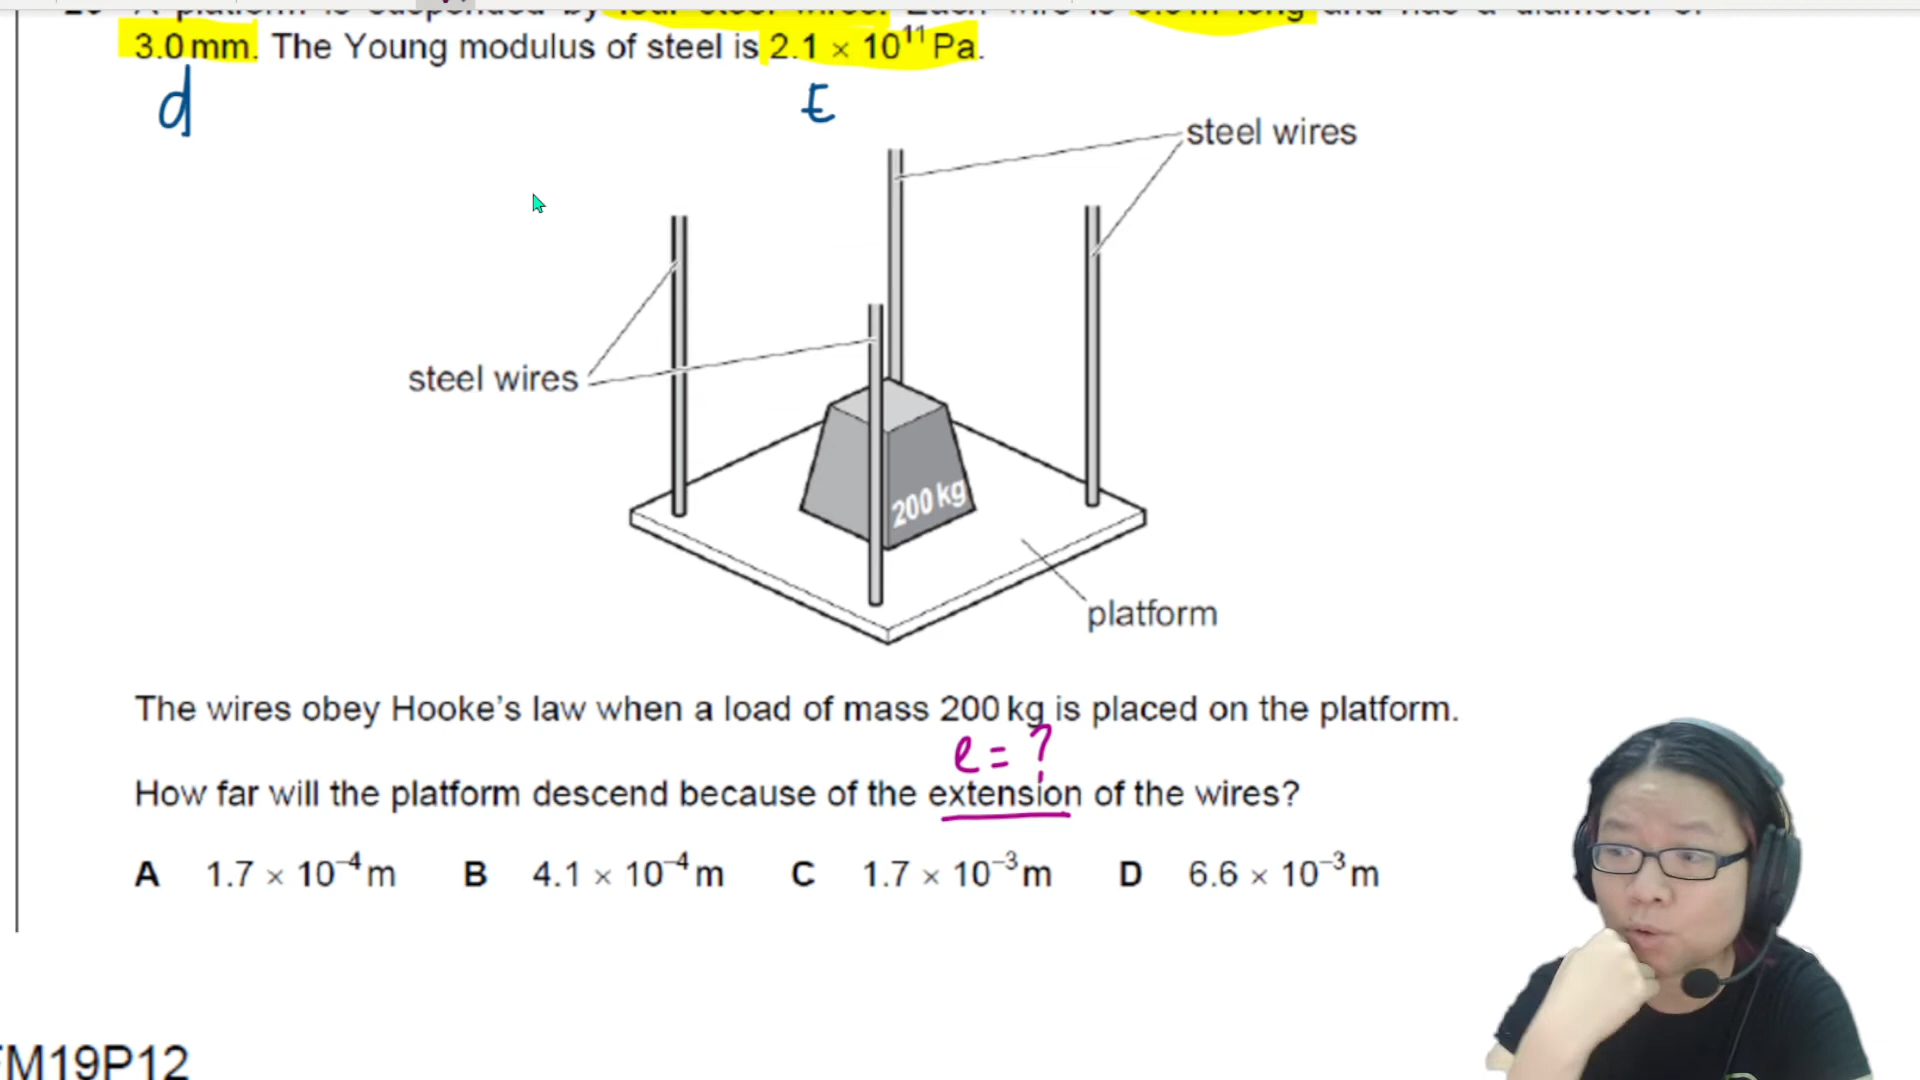 3.0 mm. The Young modulus of steel is 2.1 × 10¹¹ Pa.
d E
steel wires
steel wires
200 kg
platform
The wires obey Hooke's law when a load of mass 200 kg is placed on the platform.
e = ?
How far will the platform descend because of the extension of the wires?
A 1.7 × 10⁻⁴ m B 4.1 × 10⁻⁴ m C 1.7 × 10⁻³ m D 6.6 × 10⁻³ m
M19P12